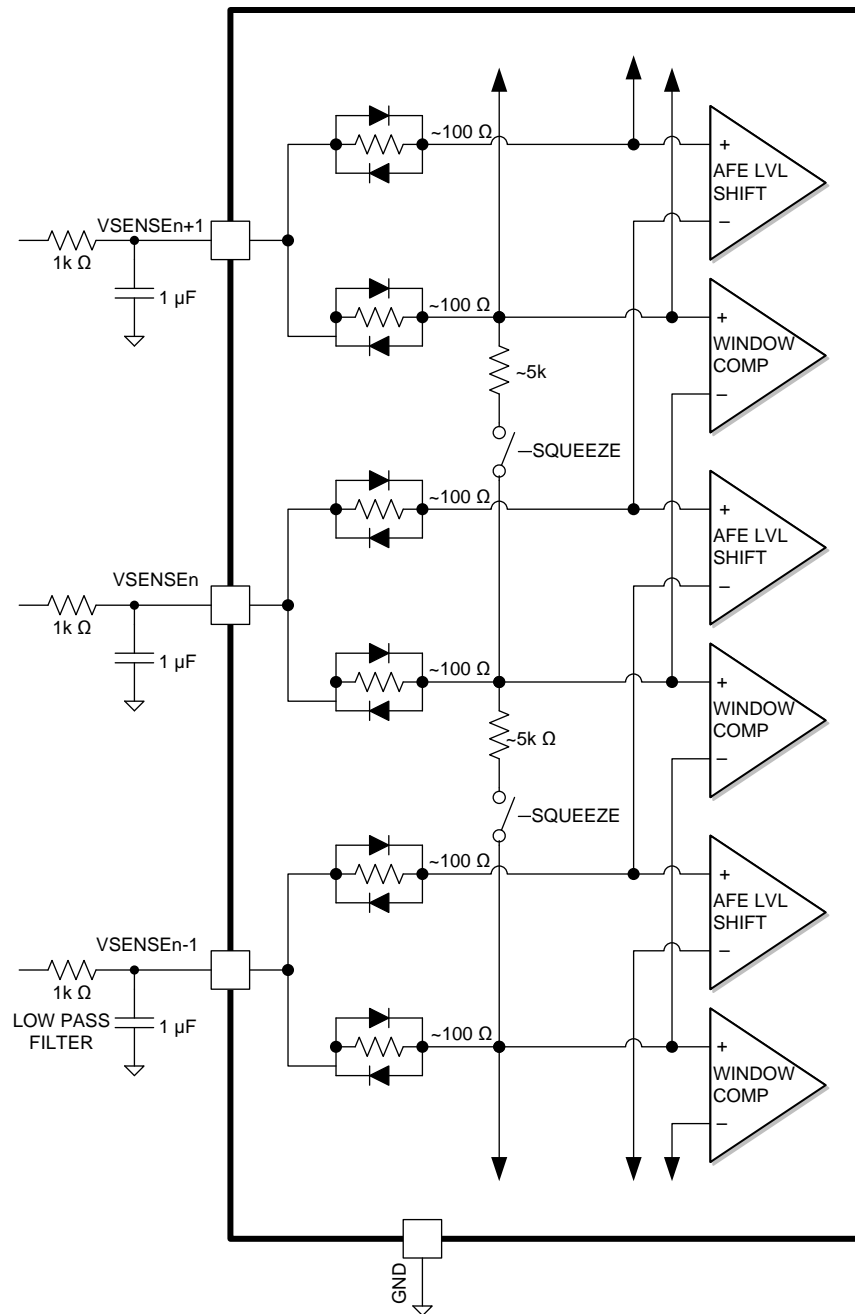 ~100 Ω
+
AFE LVL
SHIFT
–
VSENSEn+1
1k Ω
1 µF
~100 Ω
+
WINDOW
COMP
–
~5k
SQUEEZE
~100 Ω
+
AFE LVL
SHIFT
–
VSENSEn
1k Ω
1 µF
~100 Ω
+
WINDOW
COMP
–
~5k Ω
SQUEEZE
~100 Ω
+
AFE LVL
SHIFT
–
VSENSEn-1
1k Ω
LOW PASS
FILTER
1 µF
~100 Ω
+
WINDOW
COMP
–
GND